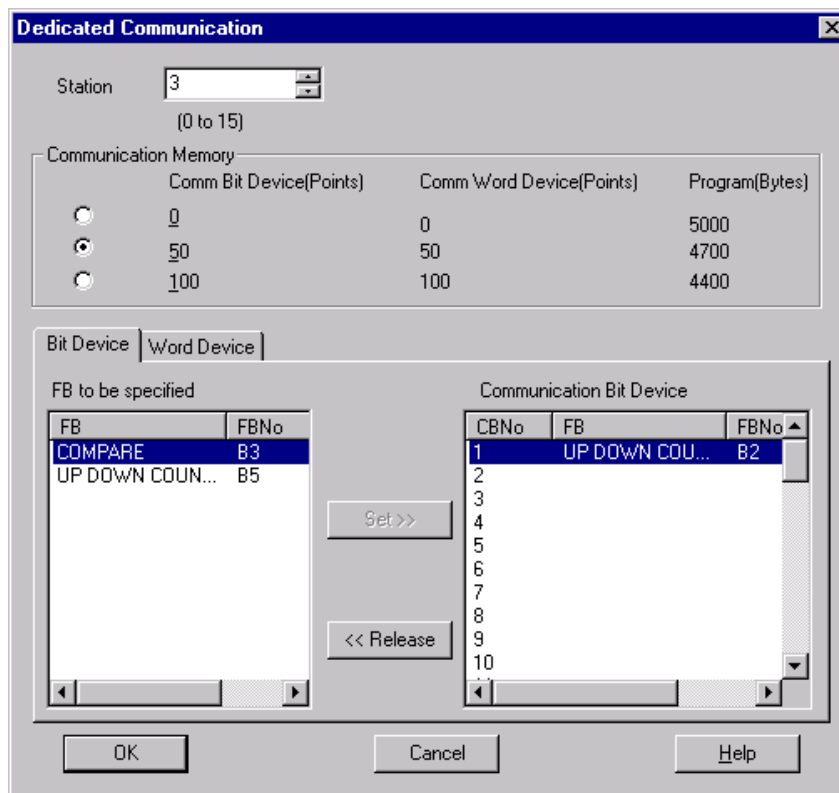 Dedicated Communication
Station 3
(0 to 15)
Communication Memory
Comm Bit Device(Points) Comm Word Device(Points) Program(Bytes)
0 0 5000
50 50 4700
100 100 4400
Bit Device Word Device
FB to be specified Communication Bit Device
FB FBNo CBNo FB FBNo
COMPARE B3 1 UP DOWN COU... B2
UP DOWN COUN... B5 2
3
Set >> 4
5
6
7
8
<< Release 9
10
OK Cancel Help